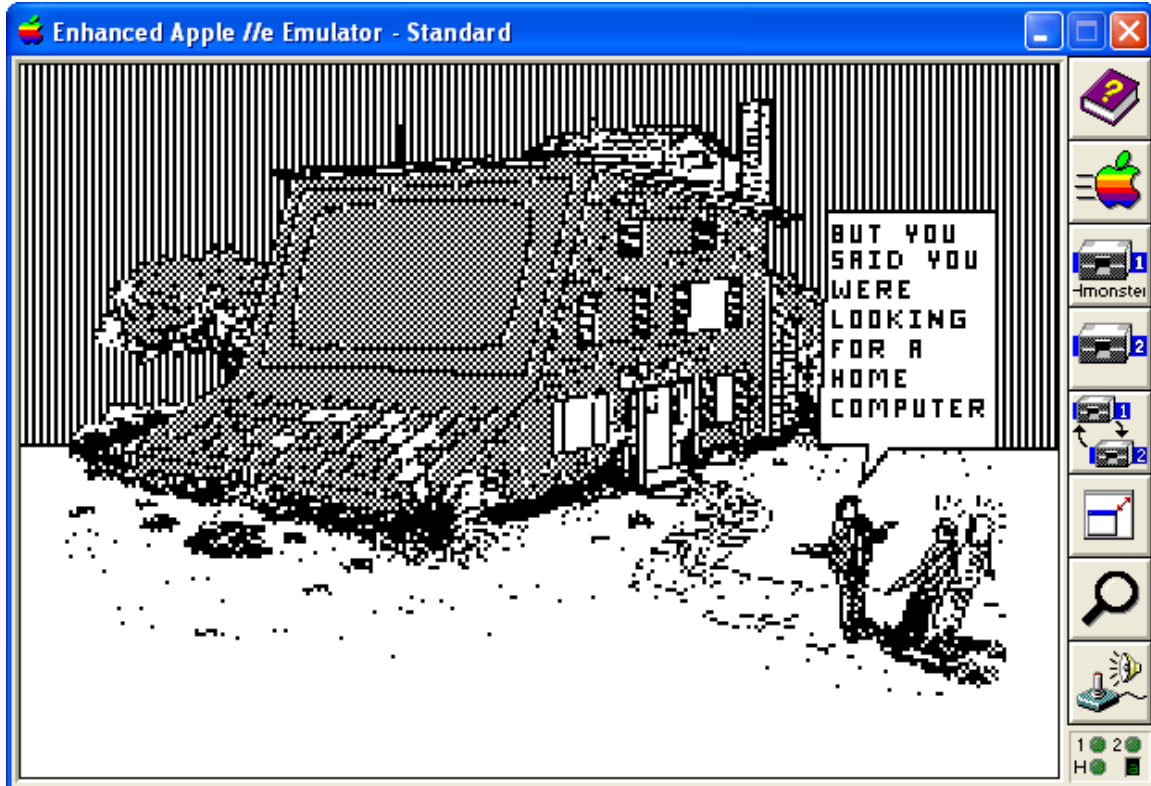 Enhanced Apple //e Emulator - Standard
BUT YOU
SAID YOU
WERE
LOOKING
FOR A
HOME
COMPUTER
?
1
Hmonster
2
1
2
1 2
H a